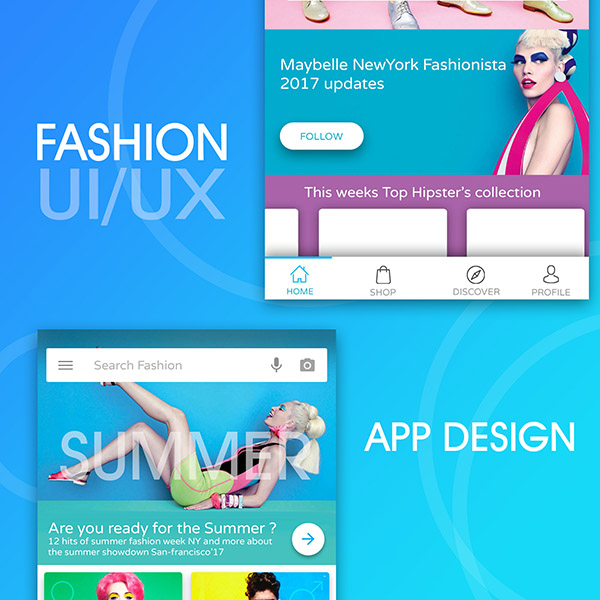 Maybelle NewYork Fashionista
2017 updates
FOLLOW
FASHION
UI/UX
This weeks Top Hipster's collection
HOME
SHOP
DISCOVER
PROFILE
Search Fashion
SUMMER
APP DESIGN
Are you ready for the Summer ?
12 hits of summer fashion week NY and more about
the summer showdown San-francisco'17